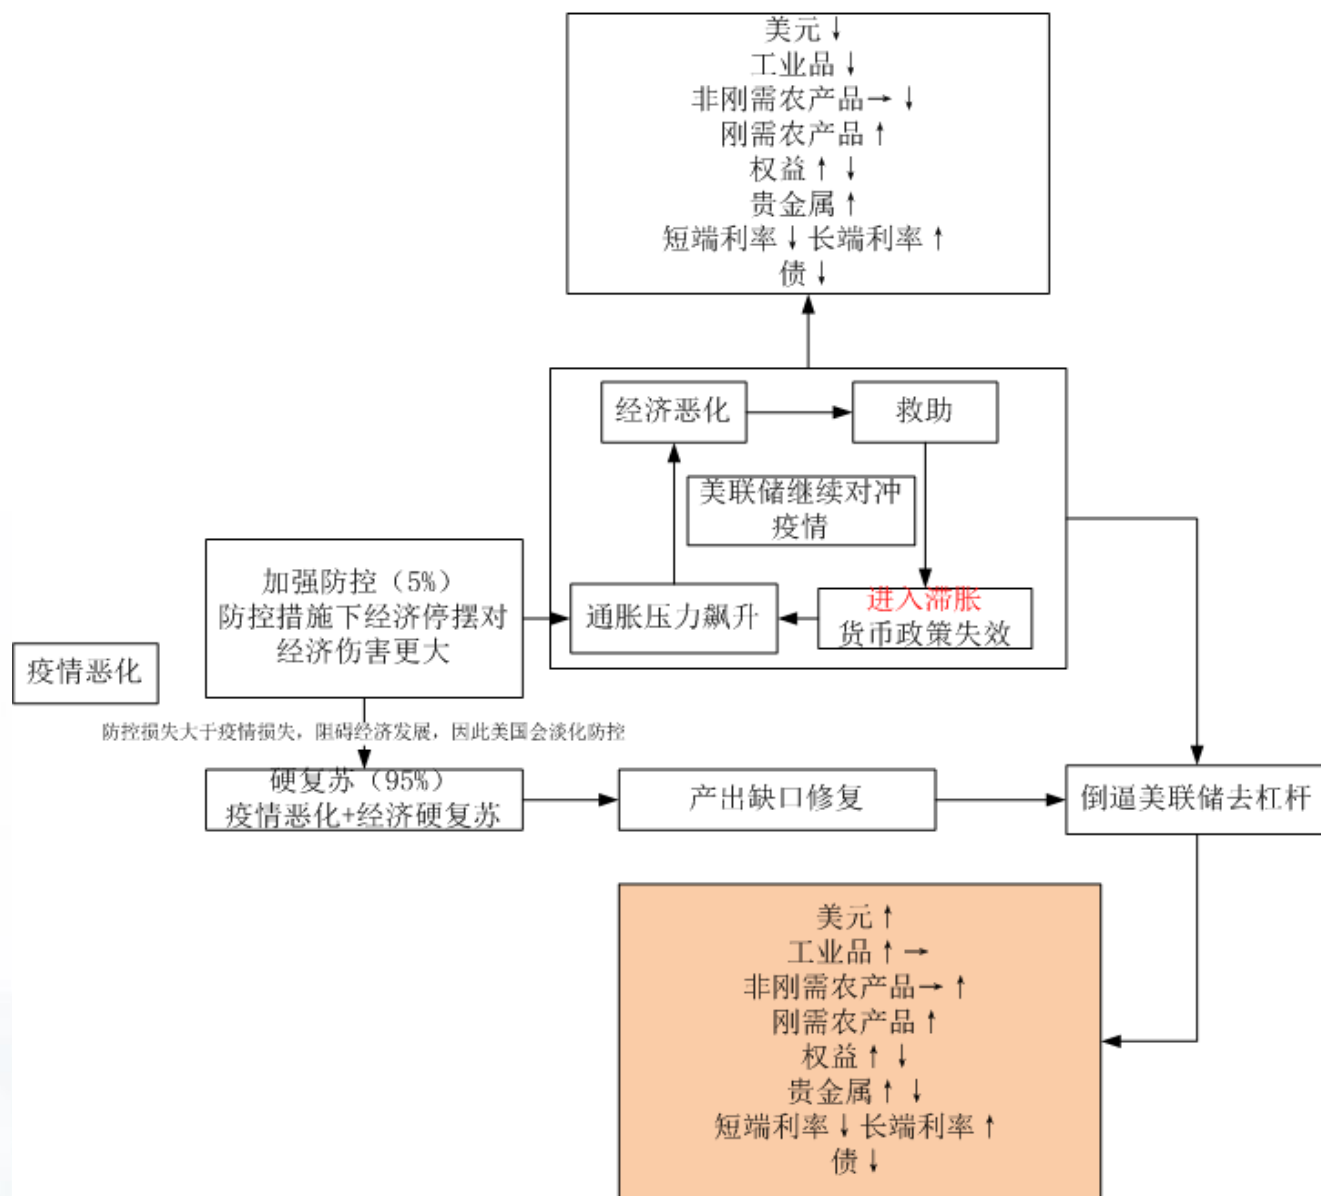 美元↓
工业品↓
非刚需农产品→↓
刚需农产品↑
权益↑↓
贵金属↑
短端利率↓长端利率↑
债↓
经济恶化
救助
美联储继续对冲
疫情
加强防控（5%）
防控措施下经济停摆对
经济伤害更大
通胀压力飙升
进入滞胀
货币政策失效
疫情恶化
防控损失大于疫情损失，阻碍经济发展，因此美国会淡化防控
硬复苏（95%）
疫情恶化+经济硬复苏
产出缺口修复
倒逼美联储去杠杆
美元↑
工业品↑→
非刚需农产品→↑
刚需农产品↑
权益↑↓
贵金属↑↓
短端利率↓长端利率↑
债↓